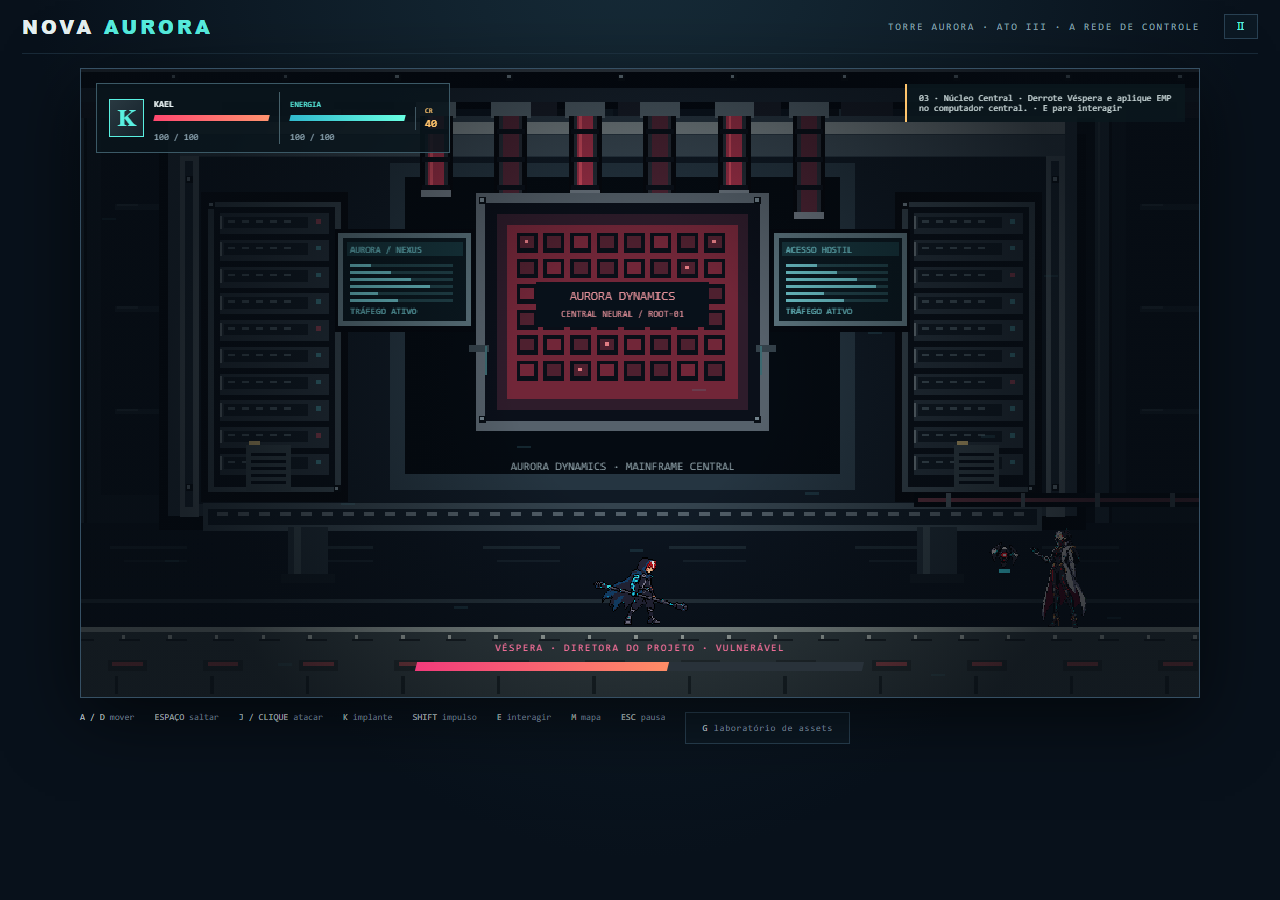 NOVA AURORA
TORRE AURORA · ATO III · A REDE DE CONTROLE
II
K
KAEL
100 / 100
ENERGIA
100 / 100
CR
40
03 · Núcleo Central · Derrote Véspera e aplique EMP
no computador central. · E para interagir
AURORA / NEXUS
TRÁFEGO ATIVO
AURORA DYNAMICS
CENTRAL NEURAL / ROOT-01
ACESSO HOSTIL
TRÁFEGO ATIVO
AURORA DYNAMICS · MAINFRAME CENTRAL
VÉSPERA · DIRETORA DO PROJETO · VULNERÁVEL
A / D mover ESPAÇO saltar J / CLIQUE atacar K implante SHIFT impulso E interagir M mapa ESC pausa G laboratório de assets